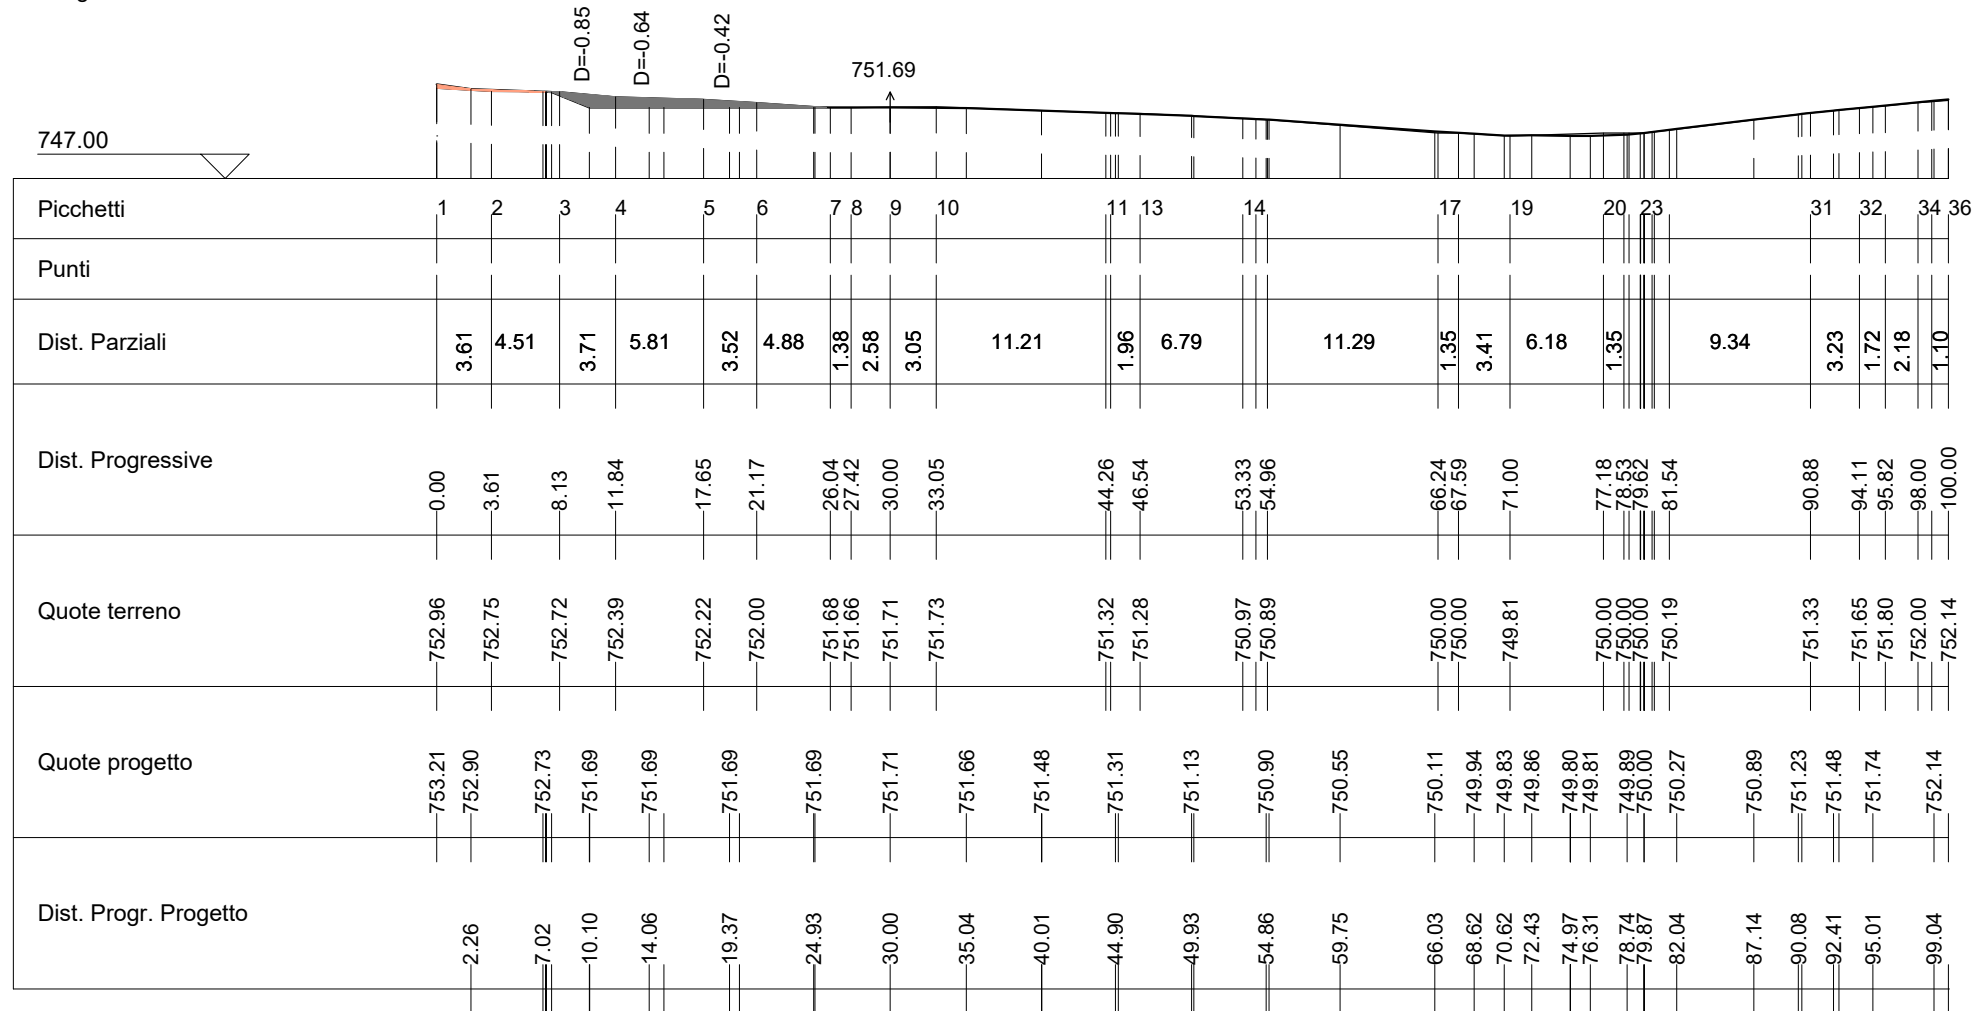 D=-0.85
D=-0.64
D=-0.42
751.69
747.00
Picchetti
1 2 3 4 5 6 7 8 9 10 11 13 14 17 19 20 23 31 32 34 36
Punti
Dist. Parziali
3.61 4.51 3.71 5.81 3.52 4.88 1.38 2.58 3.05 11.21 1.96 6.79 11.29 1.35 3.41 6.18 1.35 9.34 3.23 1.72 2.18 1.10
Dist. Progressive
0.00 3.61 8.13 11.84 17.65 21.17 26.04 27.42 30.00 33.05 44.26 46.54 53.33 54.96 66.24 67.59 71.00 77.18 78.53 79.62 81.54 90.88 94.11 95.82 98.00 100.00
Quote terreno
752.96 752.75 752.72 752.39 752.22 752.00 751.68 751.66 751.71 751.73 751.32 751.28 750.97 750.89 750.00 750.00 749.81 750.00 750.00 750.00 750.19 751.33 751.65 751.80 752.00 752.14
Quote progetto
753.21 752.90 752.73 751.69 751.69 751.69 751.69 751.71 751.66 751.48 751.31 751.13 750.90 750.55 750.11 749.94 749.83 749.86 749.80 749.81 749.89 750.00 750.27 750.89 751.23 751.48 751.74 752.14
Dist. Progr. Progetto
2.26 7.02 10.10 14.06 19.37 24.93 30.00 35.04 40.01 44.90 49.93 54.86 59.75 66.03 68.62 70.62 72.43 74.97 76.31 78.74 79.87 82.04 87.14 90.08 92.41 95.01 99.04